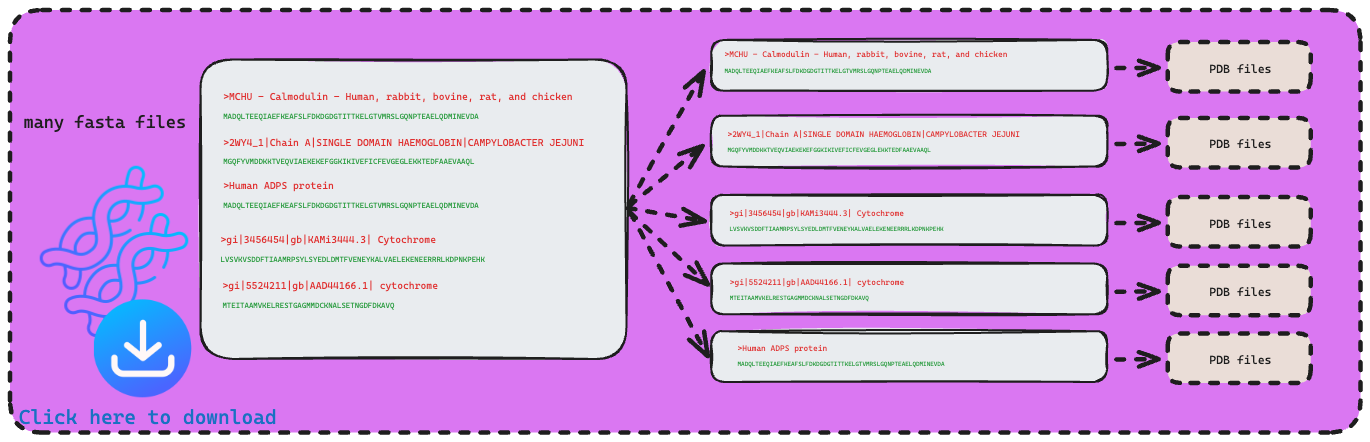 many fasta files
Click here to download
>MCHU - Calmodulin - Human, rabbit, bovine, rat, and chicken
MADQLTEEQIAEFKEAFSLFDKDGDGTITTKELGTVMRSLGQNPTEAELQDMINEVDA
>2WY4_1|Chain A|SINGLE DOMAIN HAEMOGLOBIN|CAMPYLOBACTER JEJUNI
MGQFYVMDDKKTVEQVIAEKEKEFGGKIKIVEFICFEVGEGLEKKTEDFAAEVAAQL
>Human ADPS protein
MADQLTEEQIAEFKEAFSLFDKDGDGTITTKELGTVMRSLGQNPTEAELQDMINEVDA
>gi|3456454|gb|KAMi3444.3| Cytochrome
LVSVKVSDDFTIAAMRPSYLSYEDLDMTFVENEYKALVAELEKENEERRRLKDPNKPEHK
>gi|5524211|gb|AAD44166.1| cytochrome
MTEITAAMVKELRESTGAGMMDCKNALSETNGDFDKAVQ
>MCHU - Calmodulin - Human, rabbit, bovine, rat, and chicken
MADQLTEEQIAEFKEAFSLFDKDGDGTITTKELGTVMRSLGQNPTEAELQDMINEVDA
PDB files
>2WY4_1|Chain A|SINGLE DOMAIN HAEMOGLOBIN|CAMPYLOBACTER JEJUNI
MGQFYVMDDKKTVEQVIAEKEKEFGGKIKIVEFICFEVGEGLEKKTEDFAAEVAAQL
PDB files
>gi|3456454|gb|KAMi3444.3| Cytochrome
LVSVKVSDDFTIAAMRPSYLSYEDLDMTFVENEYKALVAELEKENEERRRLKDPNKPEHK
PDB files
>gi|5524211|gb|AAD44166.1| cytochrome
MTEITAAMVKELRESTGAGMMDCKNALSETNGDFDKAVQ
PDB files
>Human ADPS protein
MADQLTEEQIAEFKEAFSLFDKDGDGTITTKELGTVMRSLGQNPTEAELQDMINEVDA
PDB files